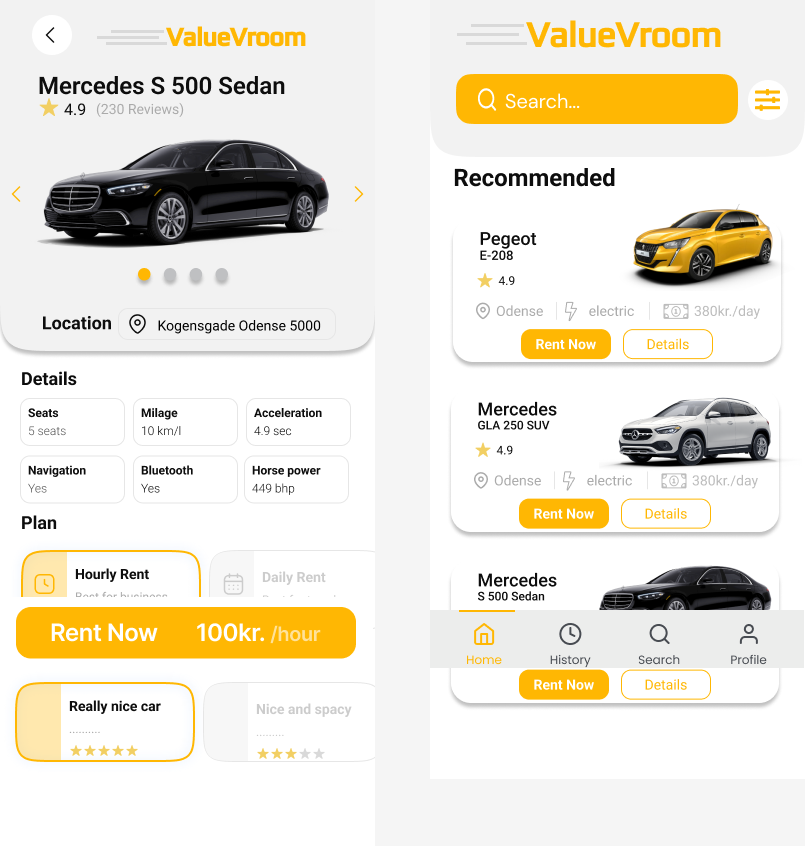 ValueVroom
Mercedes S 500 Sedan
4.9 (230 Reviews)
Location
Kogensgade Odense 5000
Details
Seats
5 seats
Milage
10 km/l
Acceleration
4.9 sec
Navigation
Yes
Bluetooth
Yes
Horse power
449 bhp
Plan
Hourly Rent
Best for business
Daily Rent
Rent Now 100kr. /hour
Really nice car
..........
Nice and spacy
.........
ValueVroom
Search...
Recommended
Pegeot
E-208
4.9
Odense electric 380kr./day
Rent Now Details
Mercedes
GLA 250 SUV
4.9
Odense electric 380kr./day
Rent Now Details
Mercedes
S 500 Sedan
Home History Search Profile
Rent Now Details